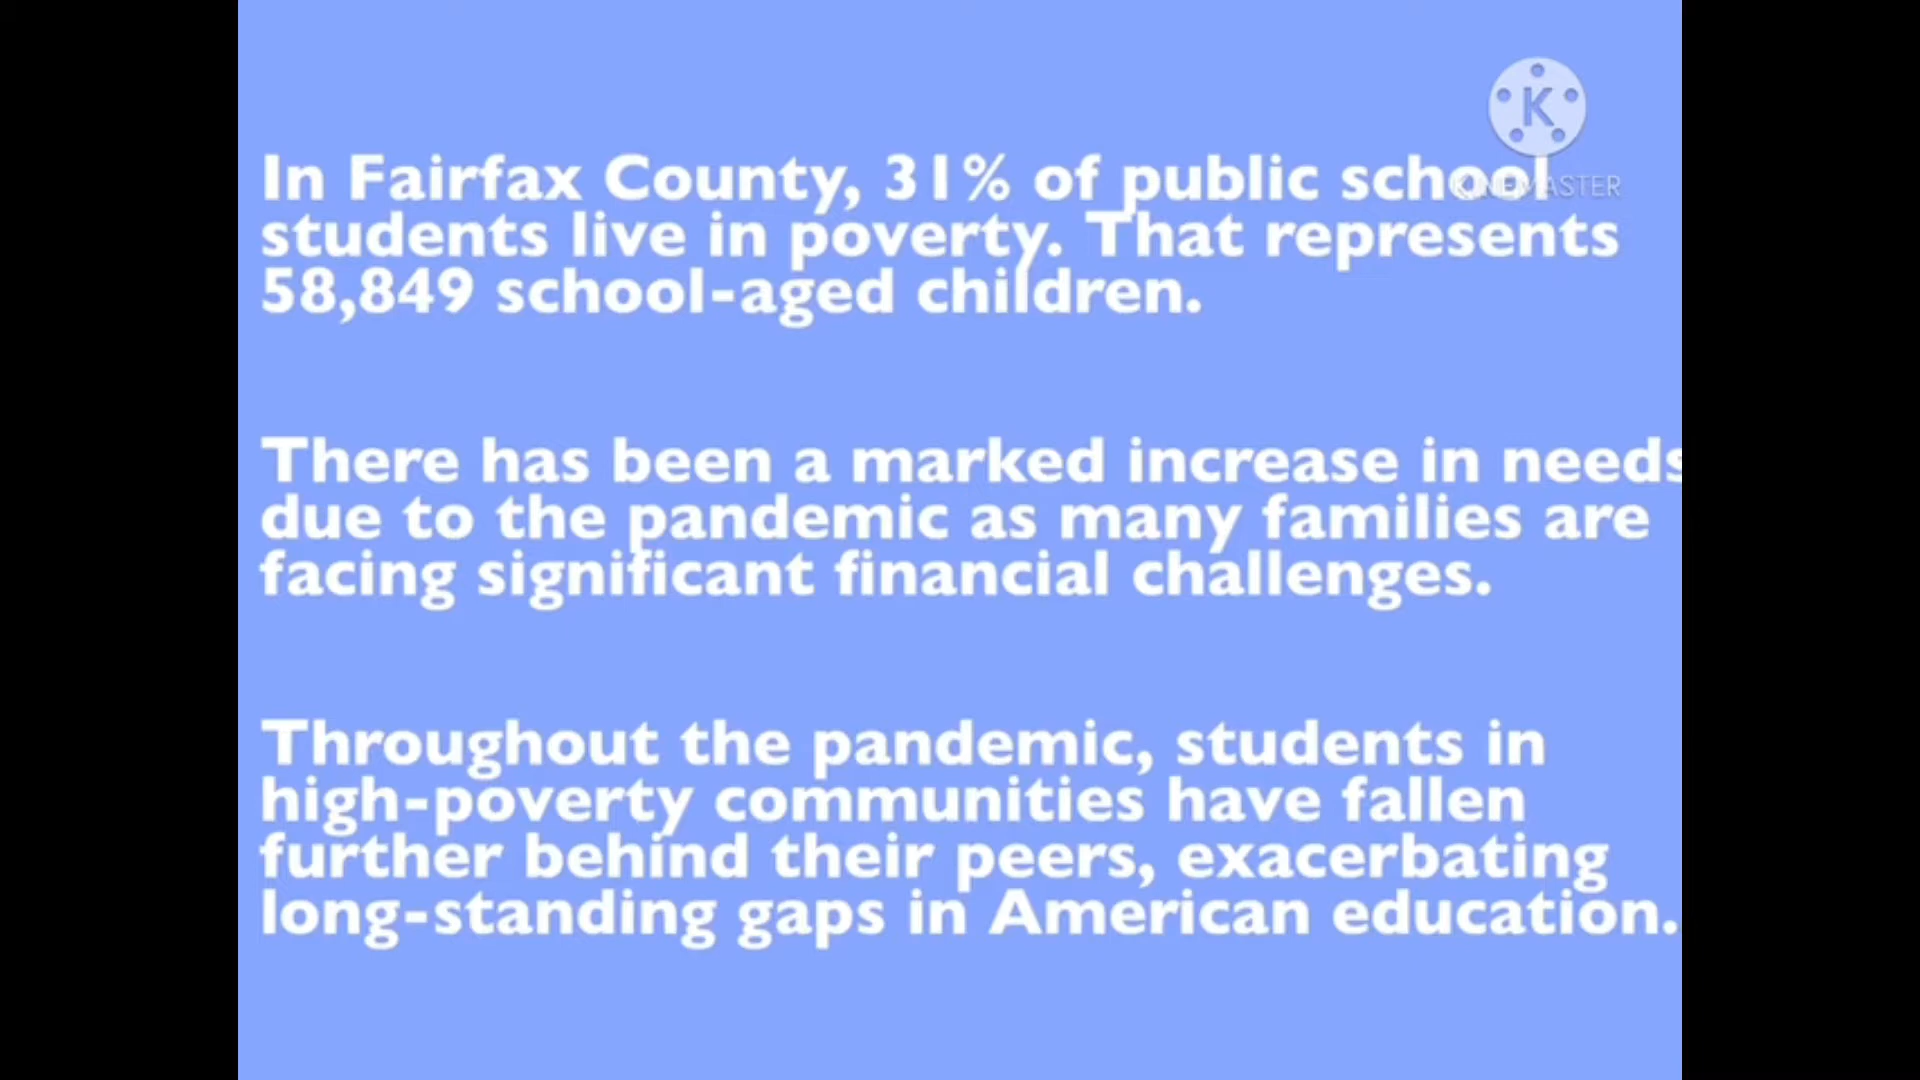 K
KINEMASTER
In Fairfax County, 31% of public school
students live in poverty. That represents
58,849 school-aged children.
There has been a marked increase in needs
due to the pandemic as many families are
facing significant financial challenges.
Throughout the pandemic, students in
high-poverty communities have fallen
further behind their peers, exacerbating
long-standing gaps in American education.